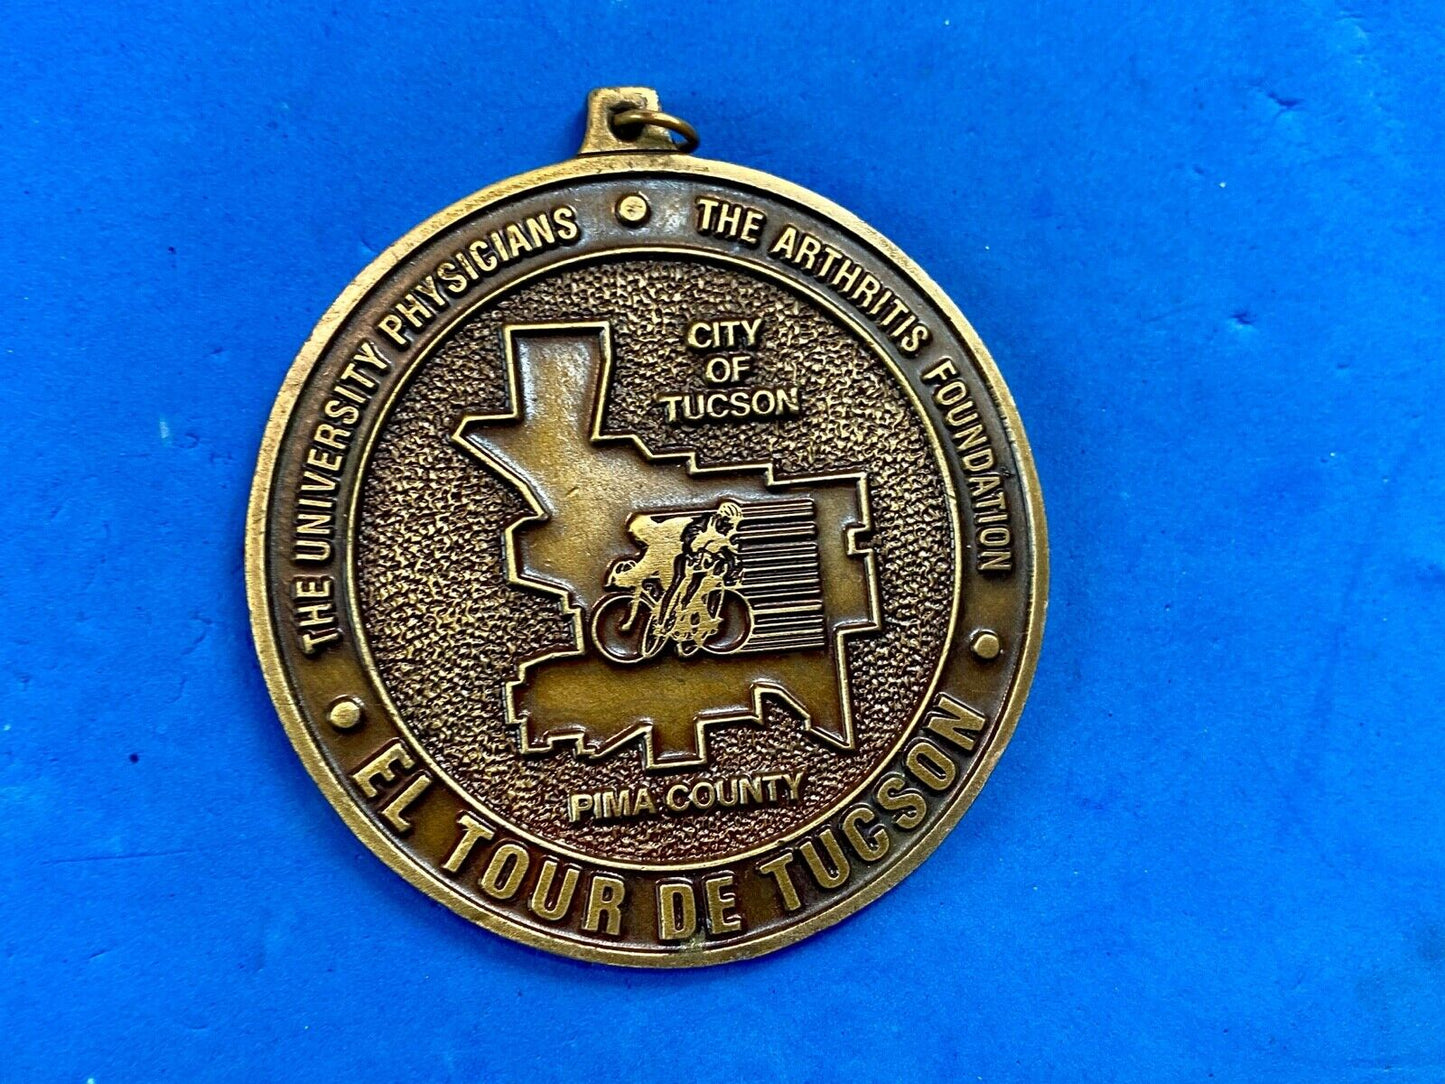 THE UNIVERSITY PHYSICIANS • THE ARTHRITIS FOUNDATION •
CITY
OF
TUCSON
PIMA COUNTY
• EL TOUR DE TUCSON